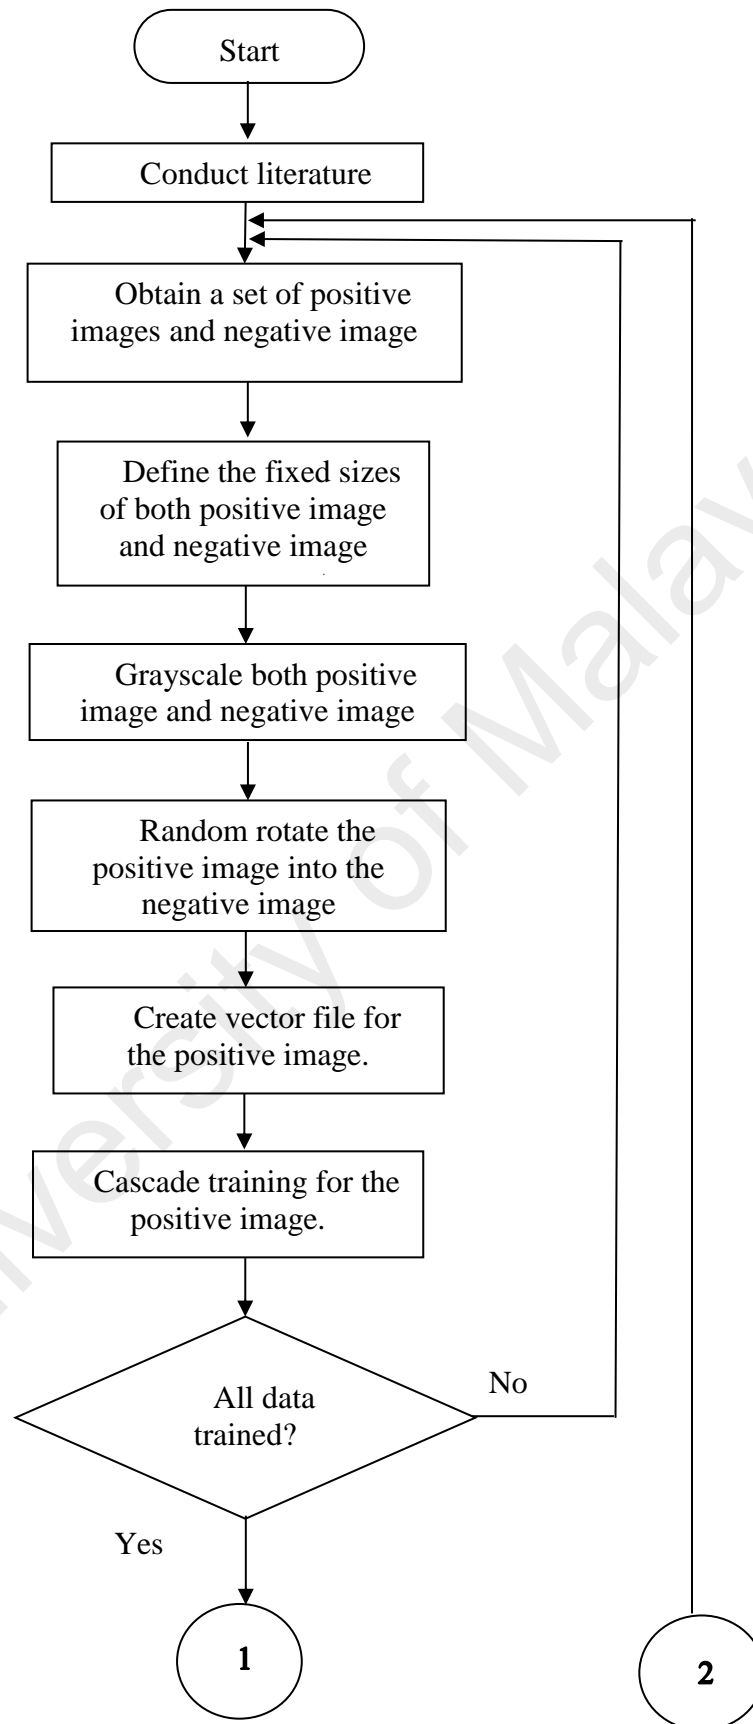 Start
Conduct literature
Obtain a set of positive
images and negative image
Define the fixed sizes
of both positive image
and negative image
Grayscale both positive
image and negative image
Random rotate the
positive image into the
negative image
Create vector file for
the positive image.
Cascade training for the
positive image.
All data
trained?
No
Yes
1
2
University of Malay